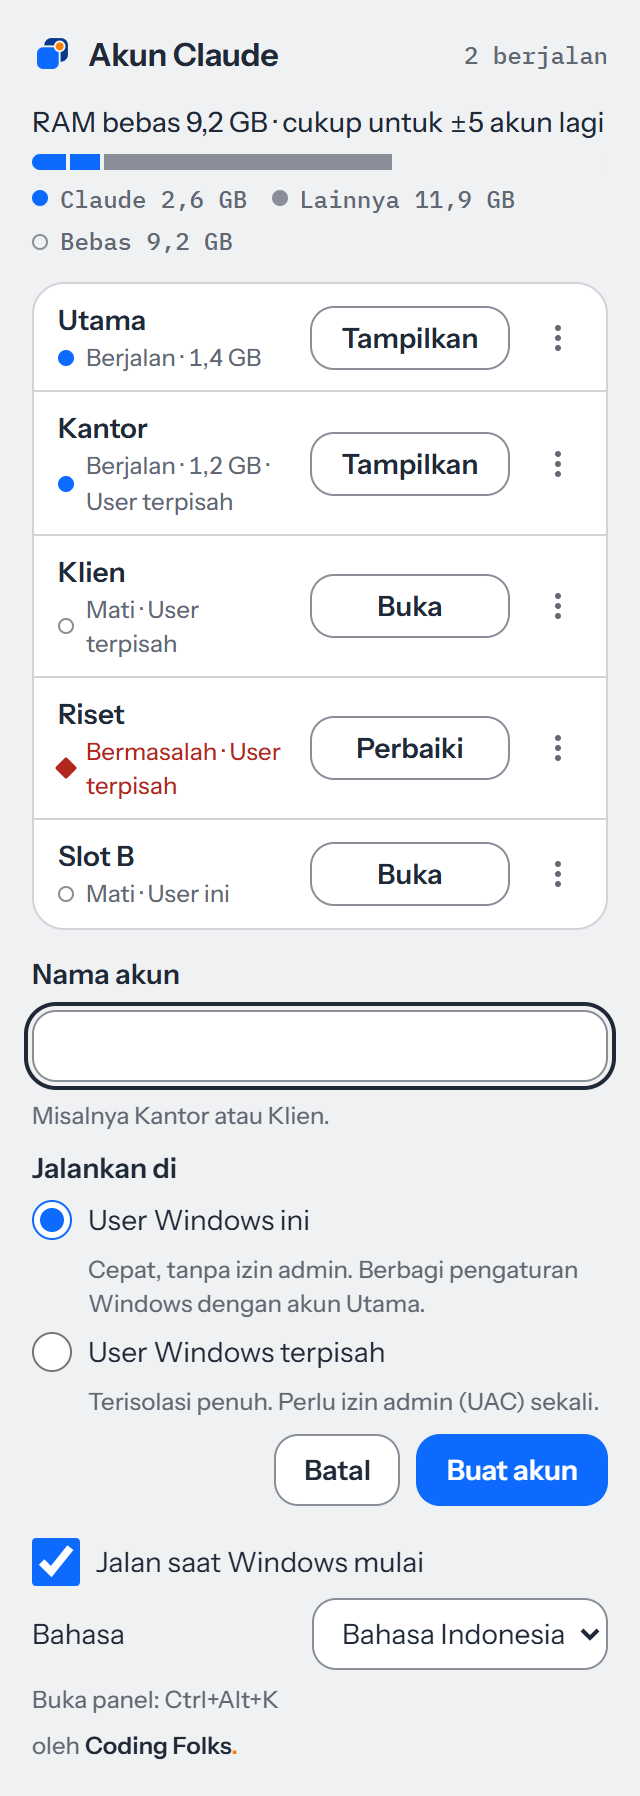 Akun Claude
2 berjalan
RAM bebas 9,2 GB · cukup untuk ±5 akun lagi
Claude 2,6 GB
Lainnya 11,9 GB
Bebas 9,2 GB
Utama
Berjalan · 1,4 GB
Tampilkan
Kantor
Berjalan · 1,2 GB ·
User terpisah
Tampilkan
Klien
Mati · User
terpisah
Buka
Riset
Bermasalah · User
terpisah
Perbaiki
Slot B
Mati · User ini
Buka
Nama akun
Misalnya Kantor atau Klien.
Jalankan di
User Windows ini
Cepat, tanpa izin admin. Berbagi pengaturan
Windows dengan akun Utama.
User Windows terpisah
Terisolasi penuh. Perlu izin admin (UAC) sekali.
Batal
Buat akun
Jalan saat Windows mulai
Bahasa
Bahasa Indonesia
Buka panel: Ctrl+Alt+K
oleh Coding Folks.